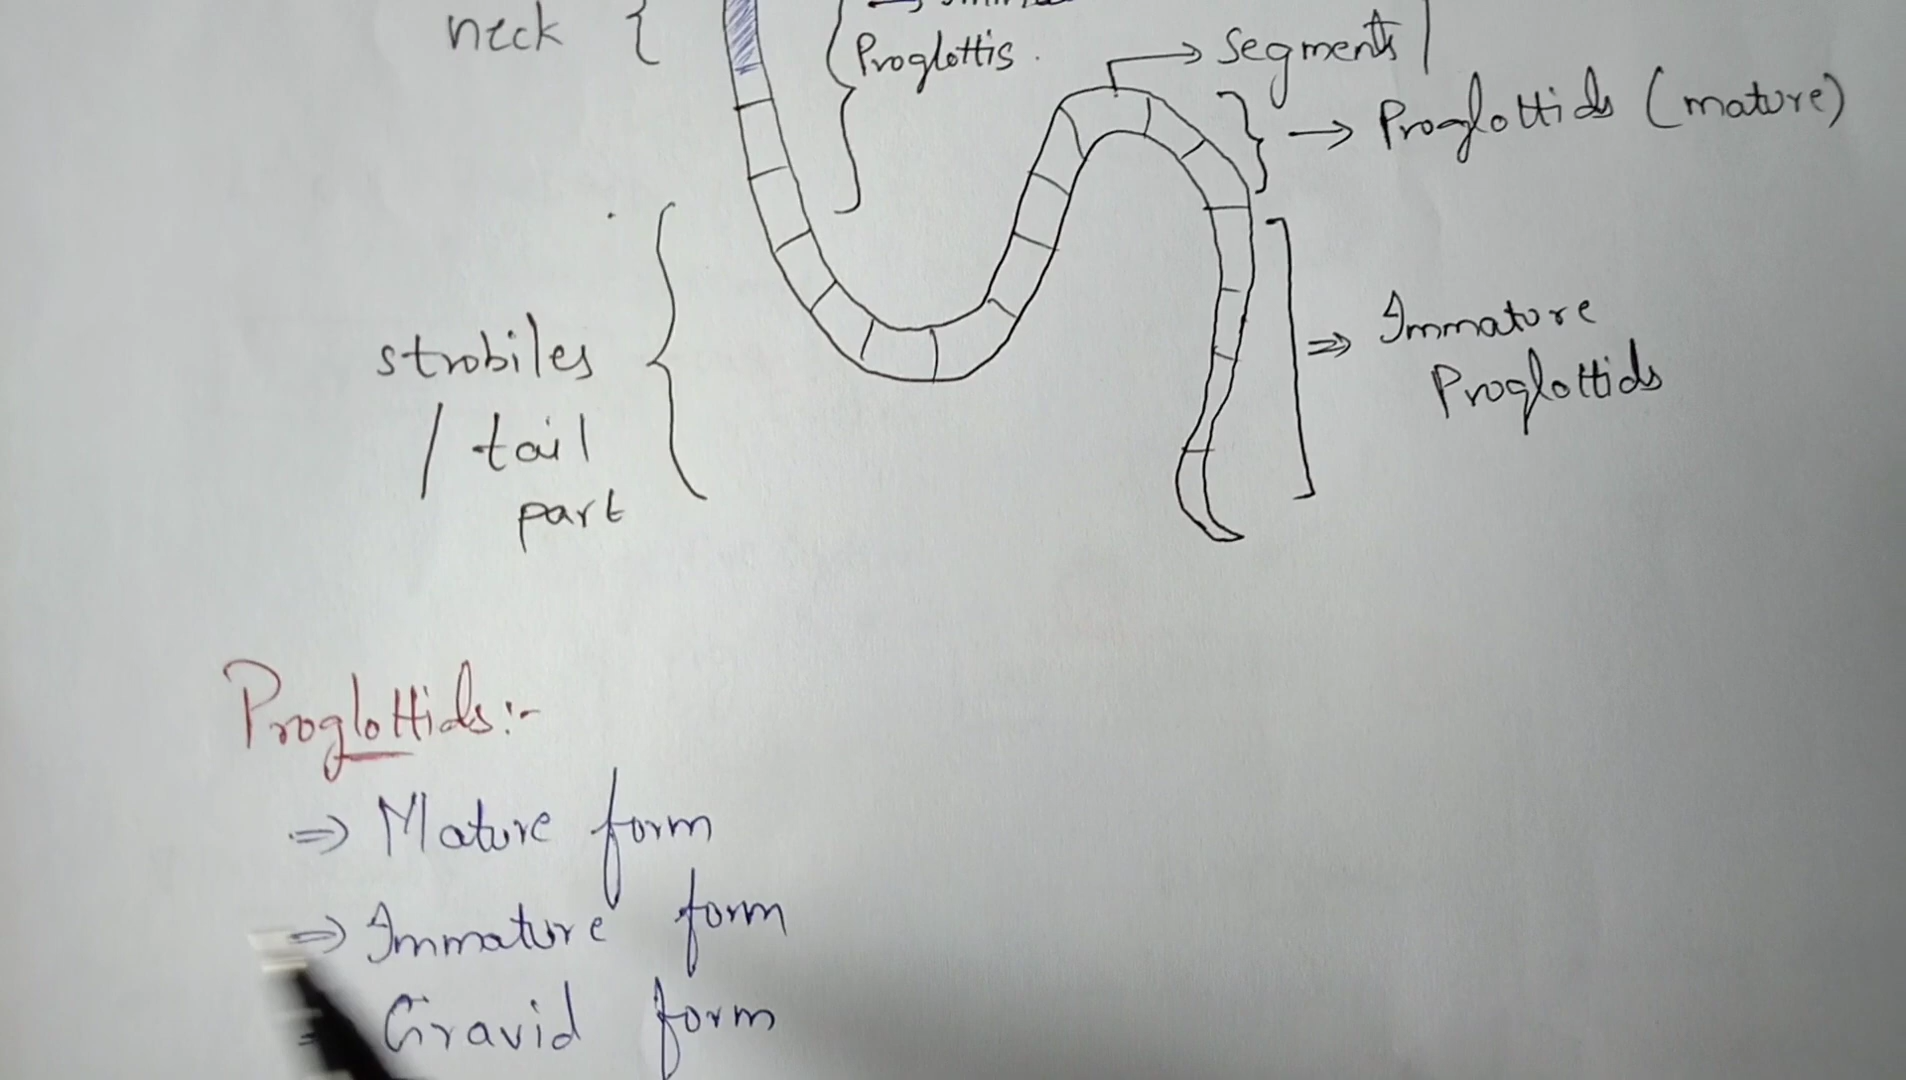 neck
Proglottis.
Segments
Proglottids (mature)
strobiles
/ tail
part
Immature
Proglottids
Proglottids:-
⇒ Mature form
⇒ Immature form
Gravid form